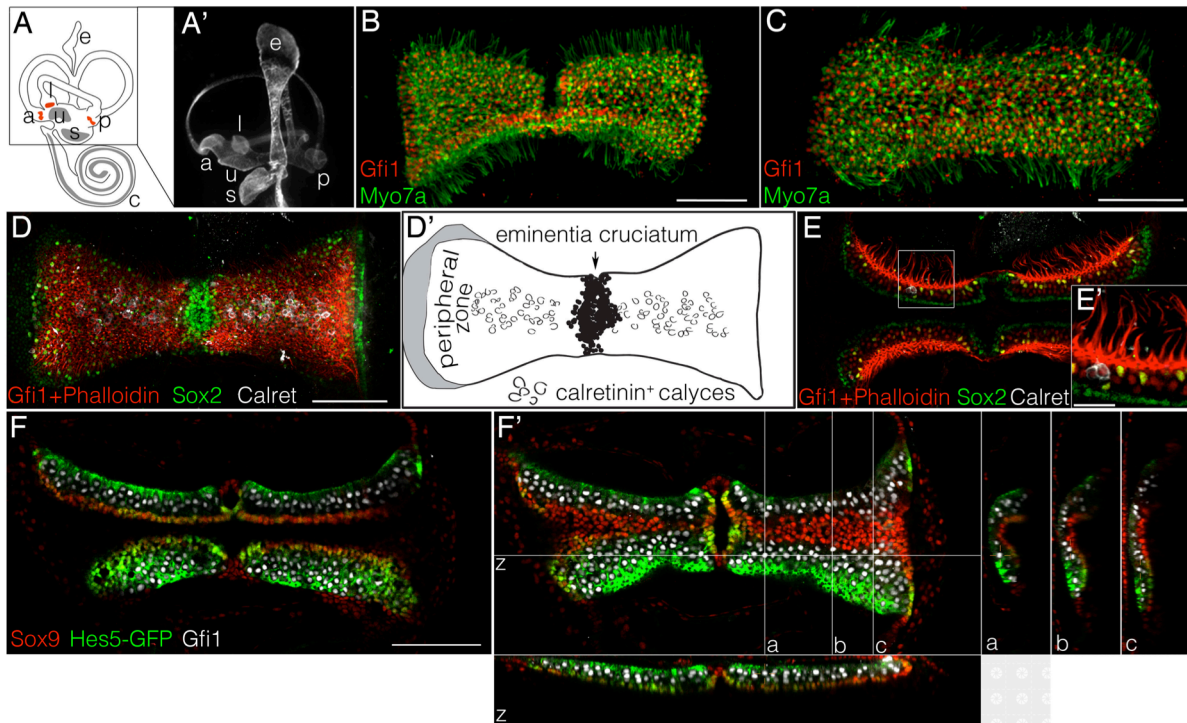 A
e
l
a
u
s
p
c
A'
e
l
a
u
s
p
B
Gfi1
Myo7a
C
Gfi1
Myo7a
D
Gfi1+Phalloidin Sox2 Calret
D'
eminentia cruciatum
peripheral
zone
calretinin⁺ calyces
E
E'
Gfi1+Phalloidin Sox2 Calret
F
Sox9 Hes5-GFP Gfi1
F'
z
a
b
c
a
b
c
z